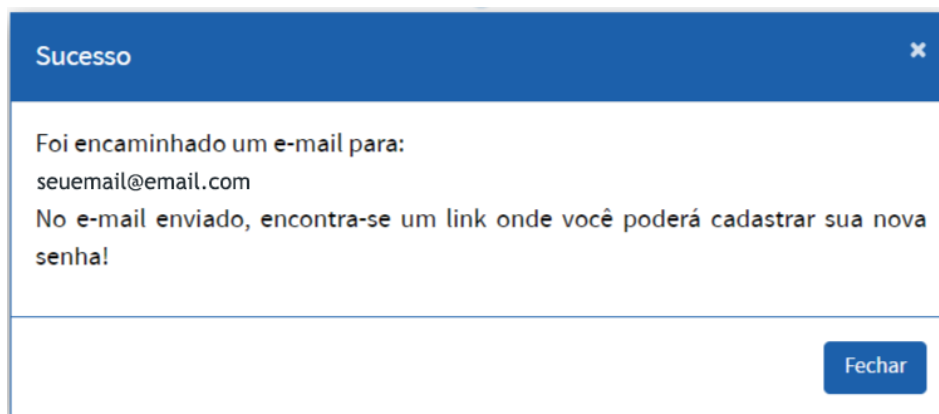 Sucesso
Foi encaminhado um e-mail para:
seuemail@email.com
No e-mail enviado, encontra-se um link onde você poderá cadastrar sua nova
senha!
Fechar